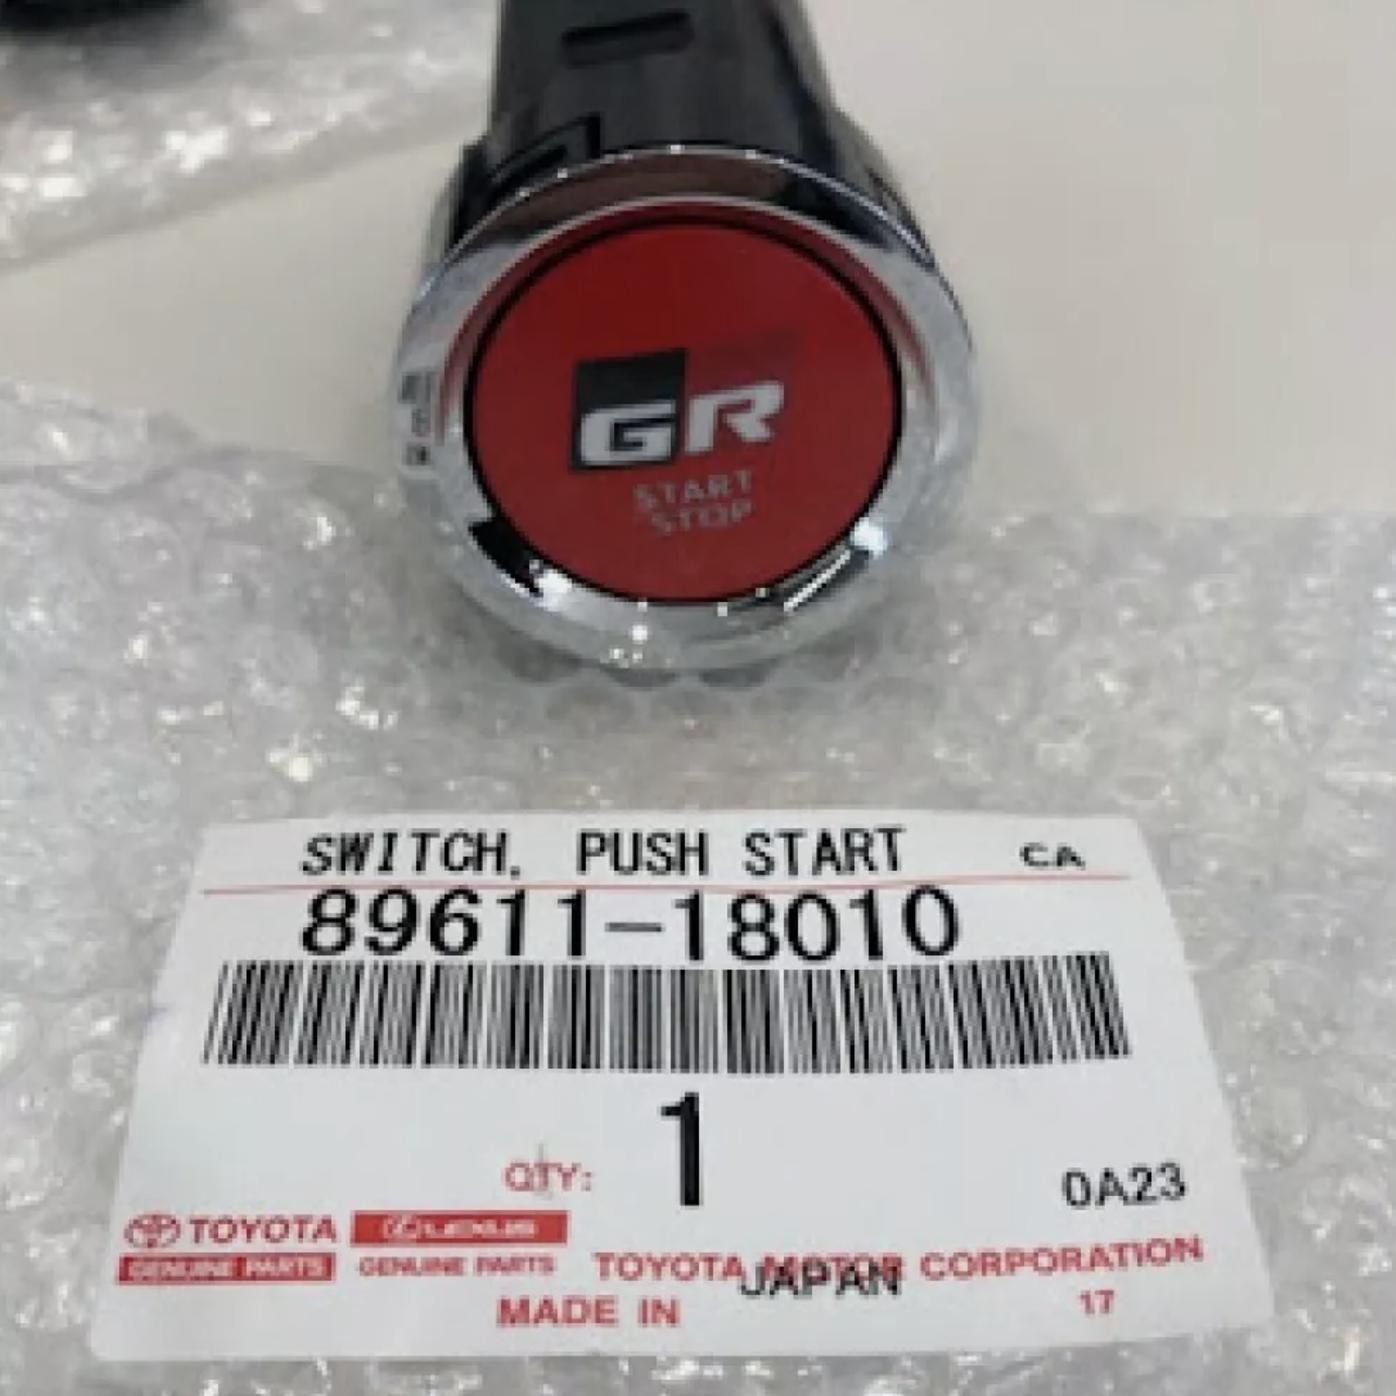 GR
START
STOP
SWITCH, PUSH START CA
89611-18010
1
QTY:
0A23
TOYOTA LEXUS
GENUINE PARTS GENUINE PARTS TOYOTA MOTOR CORPORATION
MADE IN JAPAN 17